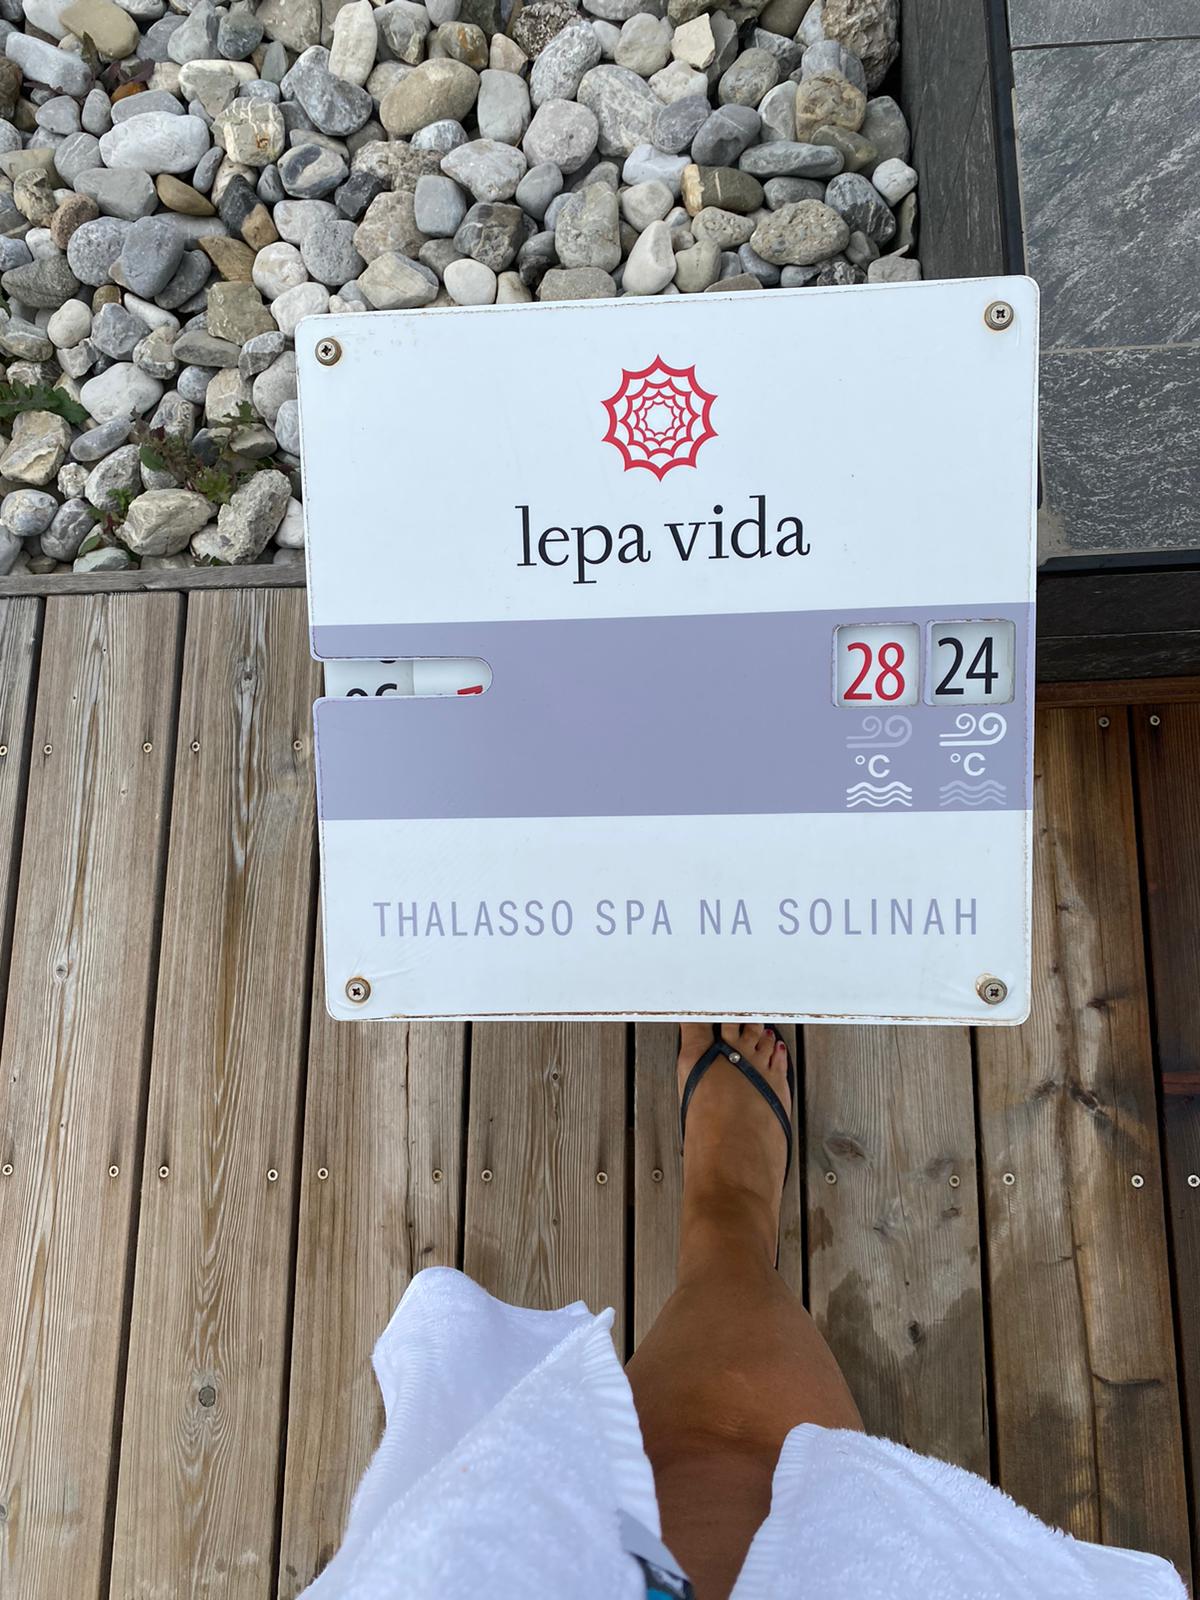 lepa vida
28 24
°C °C
THALASSO SPA NA SOLINAH